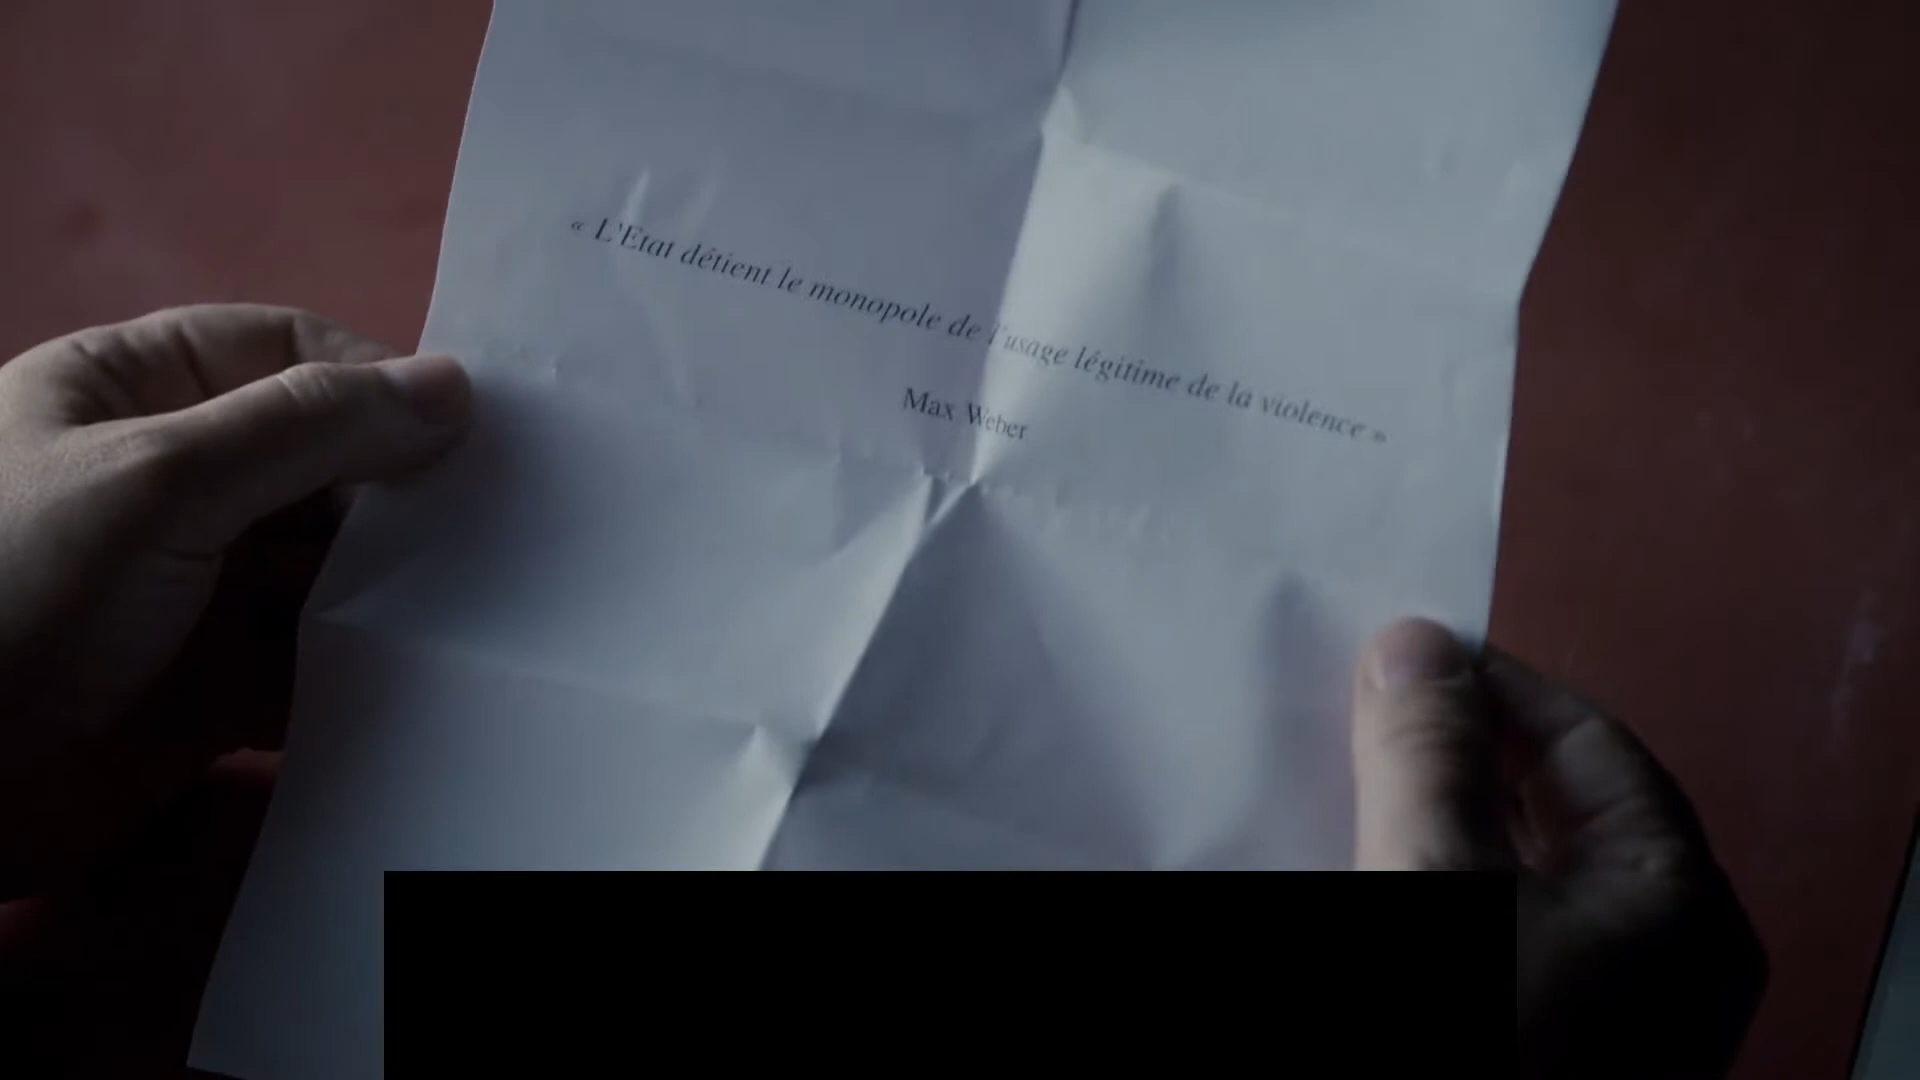 « L'Etat détient le monopole de l'usage légitime de la violence »
Max Weber